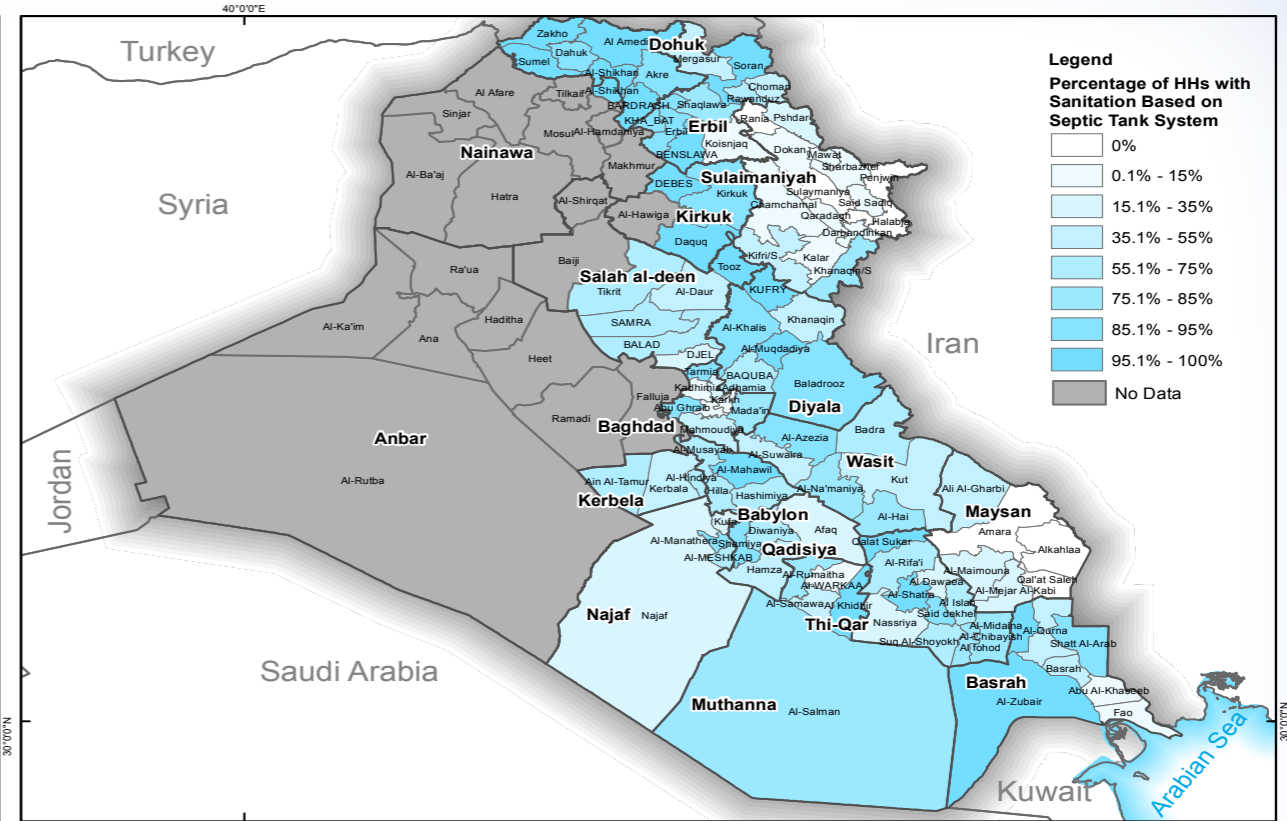 40°0'0"E
Turkey
Syria
Jordan
Saudi Arabia
Kuwait
Iran
Arabian Sea
30°0'0"N
30°0'0"N
Legend
Percentage of HHs with
Sanitation Based on
Septic Tank System
0%
0.1% - 15%
15.1% - 35%
35.1% - 55%
55.1% - 75%
75.1% - 85%
85.1% - 95%
95.1% - 100%
No Data
Dohuk
Zakho
Al Amedi
Dahuk
Sumel
Al-Shikhan
Al-Shikhan
Akre
BARDRASH
Mergasur
Soran
Choman
Rawanduz
Shaqlawa
KHA_BAT
Erbil
Erbil
Koisnjaq
BENSLAWA
Makhmur
Nainawa
Al Afare
Tilkaif
Sinjar
Mosul
Al-Hamdaniya
Al-Ba'aj
Hatra
Al-Shirqat
Sulaimaniyah
Rania
Pshdar
Dokan
Mawat
Sharbazher
Penjwin
Sulaymaniya
Said Sadiq
Chamchamal
Qaradagh
Halabja
Darbandihkan
Kalar
Kifri/S
Khanaqin/S
Kirkuk
DEBES
Kirkuk
Al-Hawiga
Daquq
Salah al-deen
Baiji
Tooz
Tikrit
Al-Daur
SAMRA
BALAD
DJEL
Anbar
Ra'ua
Al-Ka'im
Ana
Haditha
Heet
Ramadi
Falluja
Al-Rutba
Diyala
KUFRY
Khanaqin
Al-Khalis
Al-Muqdadiya
BAQUBA
Baladrooz
Baghdad
Tarmia
Kadhimia
Adhamia
Karkh
Abu Ghraib
Mada'in
Mahmoudiya
Wasit
Al-Azezia
Badra
Al-Suwaira
Kut
Al-Na'maniya
Al-Hai
Babylon
Al-Musayab
Al-Mahawil
Hilla
Hashimiya
Kerbela
Ain Al-Tamur
Al-Hindiya
Kerbala
Najaf
Kufa
Al-Manathera
Al-MESHKAB
Najaf
Qadisiya
Diwaniya
Afaq
Shamiya
Hamza
Muthanna
Al-Rumaitha
Al-WARKAA
Al-Samawa
Al Khidhir
Al-Salman
Thi-Qar
Qalat Sukar
Al-Rifa'i
Al Dawaea
Al-Shatra
Al Islah
Said dekhel
Nassriya
Suq Al-Shoyokh
Al-Chibayish
Al fohod
Maysan
Ali Al-Gharbi
Amara
Alkahlaa
Al-Maimouna
Qal'at Saleh
Al-Mejar Al-Kabi
Basrah
Al-Midaina
Al-Qurna
Shatt Al-Arab
Basrah
Abu Al-Khaseeb
Al-Zubair
Fao